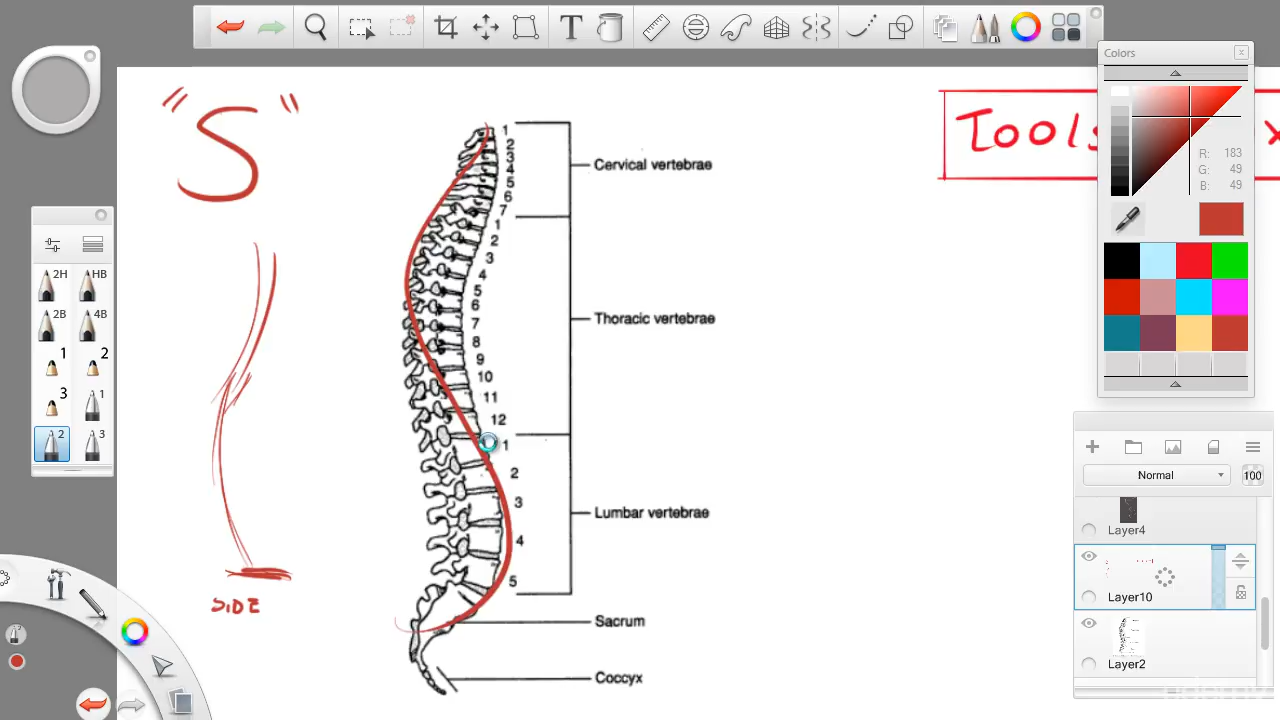 "S"
SIDE
1
2
3
4
5
6
7
1
2
3
4
5
6
7
8
9
10
11
12
1
2
3
4
5
Cervical vertebrae
Thoracic vertebrae
Lumbar vertebrae
Sacrum
Coccyx
Tools
x
T
2H
HB
2B
4B
1
2
3
1
2
3
Colors
R: 183
G: 49
B: 49
Normal
100
Layer4
Layer10
Layer2